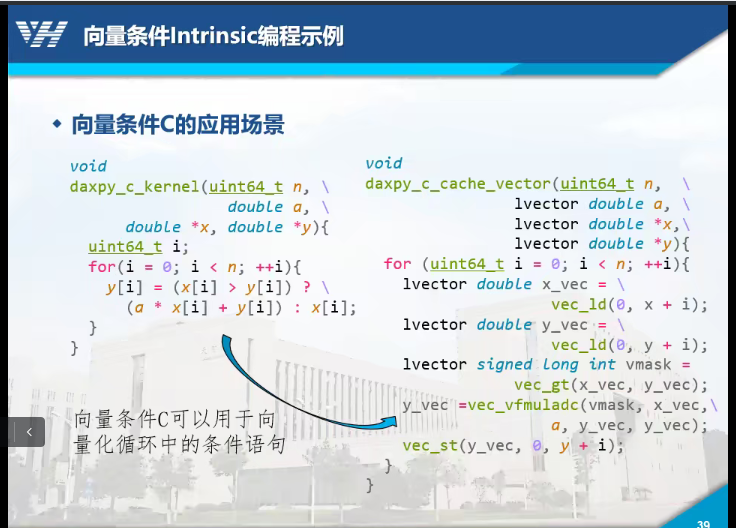 向量条件Intrinsic编程示例
向量条件C的应用场景
void
daxpy_c_kernel(uint64_t n, \
double a, \
double *x, double *y){
uint64_t i;
for(i = 0; i < n; ++i){
y[i] = (x[i] > y[i]) ? \
(a * x[i] + y[i]) : x[i];
}
}
向量条件C可以用于向
量化循环中的条件语句
void
daxpy_c_cache_vector(uint64_t n, \
lvector double a, \
lvector double *x,\
lvector double *y){
for (uint64_t i = 0; i < n; ++i){
lvector double x_vec = \
vec_ld(0, x + i);
lvector double y_vec = \
vec_ld(0, y + i);
lvector signed long int vmask =
vec_gt(x_vec, y_vec);
y_vec =vec_vfmuladc(vmask, x_vec,\
a, y_vec, y_vec);
vec_st(y_vec, 0, y + i);
}
}
39